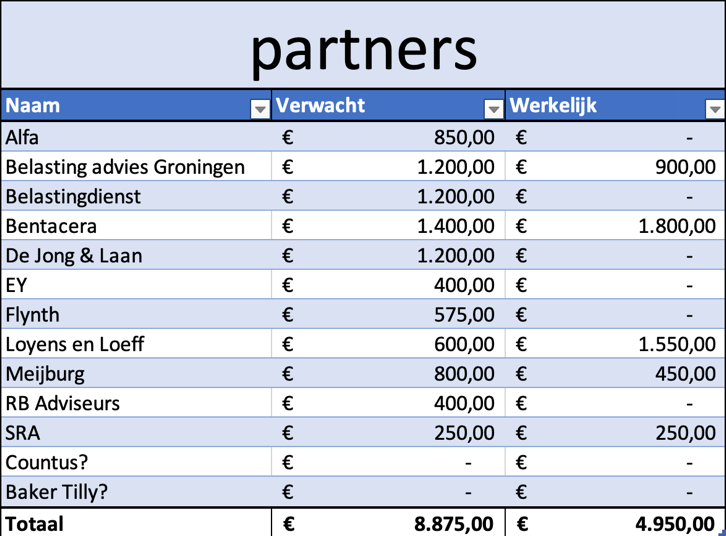 partners
Naam Verwacht Werkelijk
Alfa € 850,00 € -
Belasting advies Groningen € 1.200,00 € 900,00
Belastingdienst € 1.200,00 € -
Bentacera € 1.400,00 € 1.800,00
De Jong & Laan € 1.200,00 € -
EY € 400,00 € -
Flynth € 575,00 € -
Loyens en Loeff € 600,00 € 1.550,00
Meijburg € 800,00 € 450,00
RB Adviseurs € 400,00 € -
SRA € 250,00 € 250,00
Countus? € - € -
Baker Tilly? € - € -
Totaal € 8.875,00 € 4.950,00